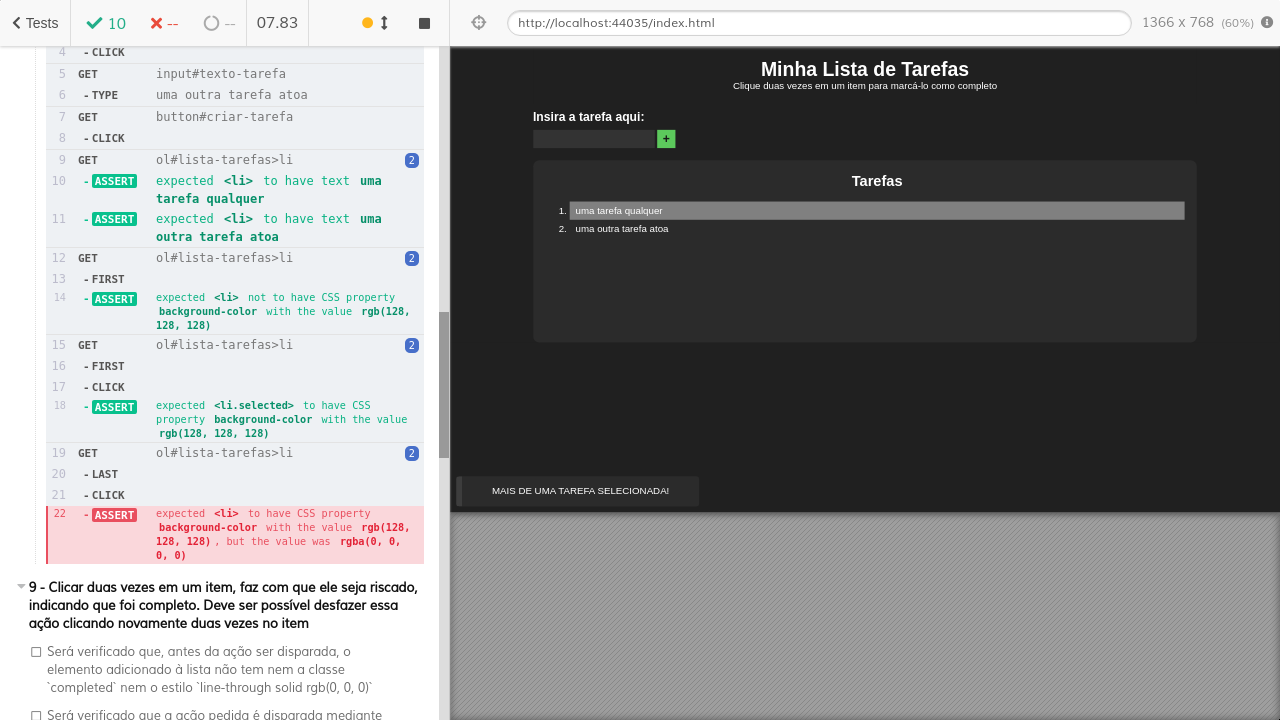 Tests
10
--
--
07.83
http://localhost:44035/index.html
1366 x 768 (60%)
4 - CLICK
5 GET input#texto-tarefa
6 - TYPE uma outra tarefa atoa
7 GET button#criar-tarefa
8 - CLICK
9 GET ol#lista-tarefas>li 2
10 - ASSERT expected <li> to have text uma
tarefa qualquer
11 - ASSERT expected <li> to have text uma
outra tarefa atoa
12 GET ol#lista-tarefas>li 2
13 - FIRST
14 - ASSERT expected <li> not to have CSS property
background-color with the value rgb(128,
128, 128)
15 GET ol#lista-tarefas>li 2
16 - FIRST
17 - CLICK
18 - ASSERT expected <li.selected> to have CSS
property background-color with the value
rgb(128, 128, 128)
19 GET ol#lista-tarefas>li 2
20 - LAST
21 - CLICK
22 - ASSERT expected <li> to have CSS property
background-color with the value rgb(128,
128, 128) , but the value was rgba(0, 0,
0, 0)
9 - Clicar duas vezes em um item, faz com que ele seja riscado,
indicando que foi completo. Deve ser possível desfazer essa
ação clicando novamente duas vezes no item
Será verificado que, antes da ação ser disparada, o
elemento adicionado à lista não tem nem a classe
`completed` nem o estilo `line-through solid rgb(0, 0, 0)`
Será verificado que a ação pedida é disparada mediante
Minha Lista de Tarefas
Clique duas vezes em um item para marcá-lo como completo
Insira a tarefa aqui:
+
Tarefas
1. uma tarefa qualquer
2. uma outra tarefa atoa
MAIS DE UMA TAREFA SELECIONADA!